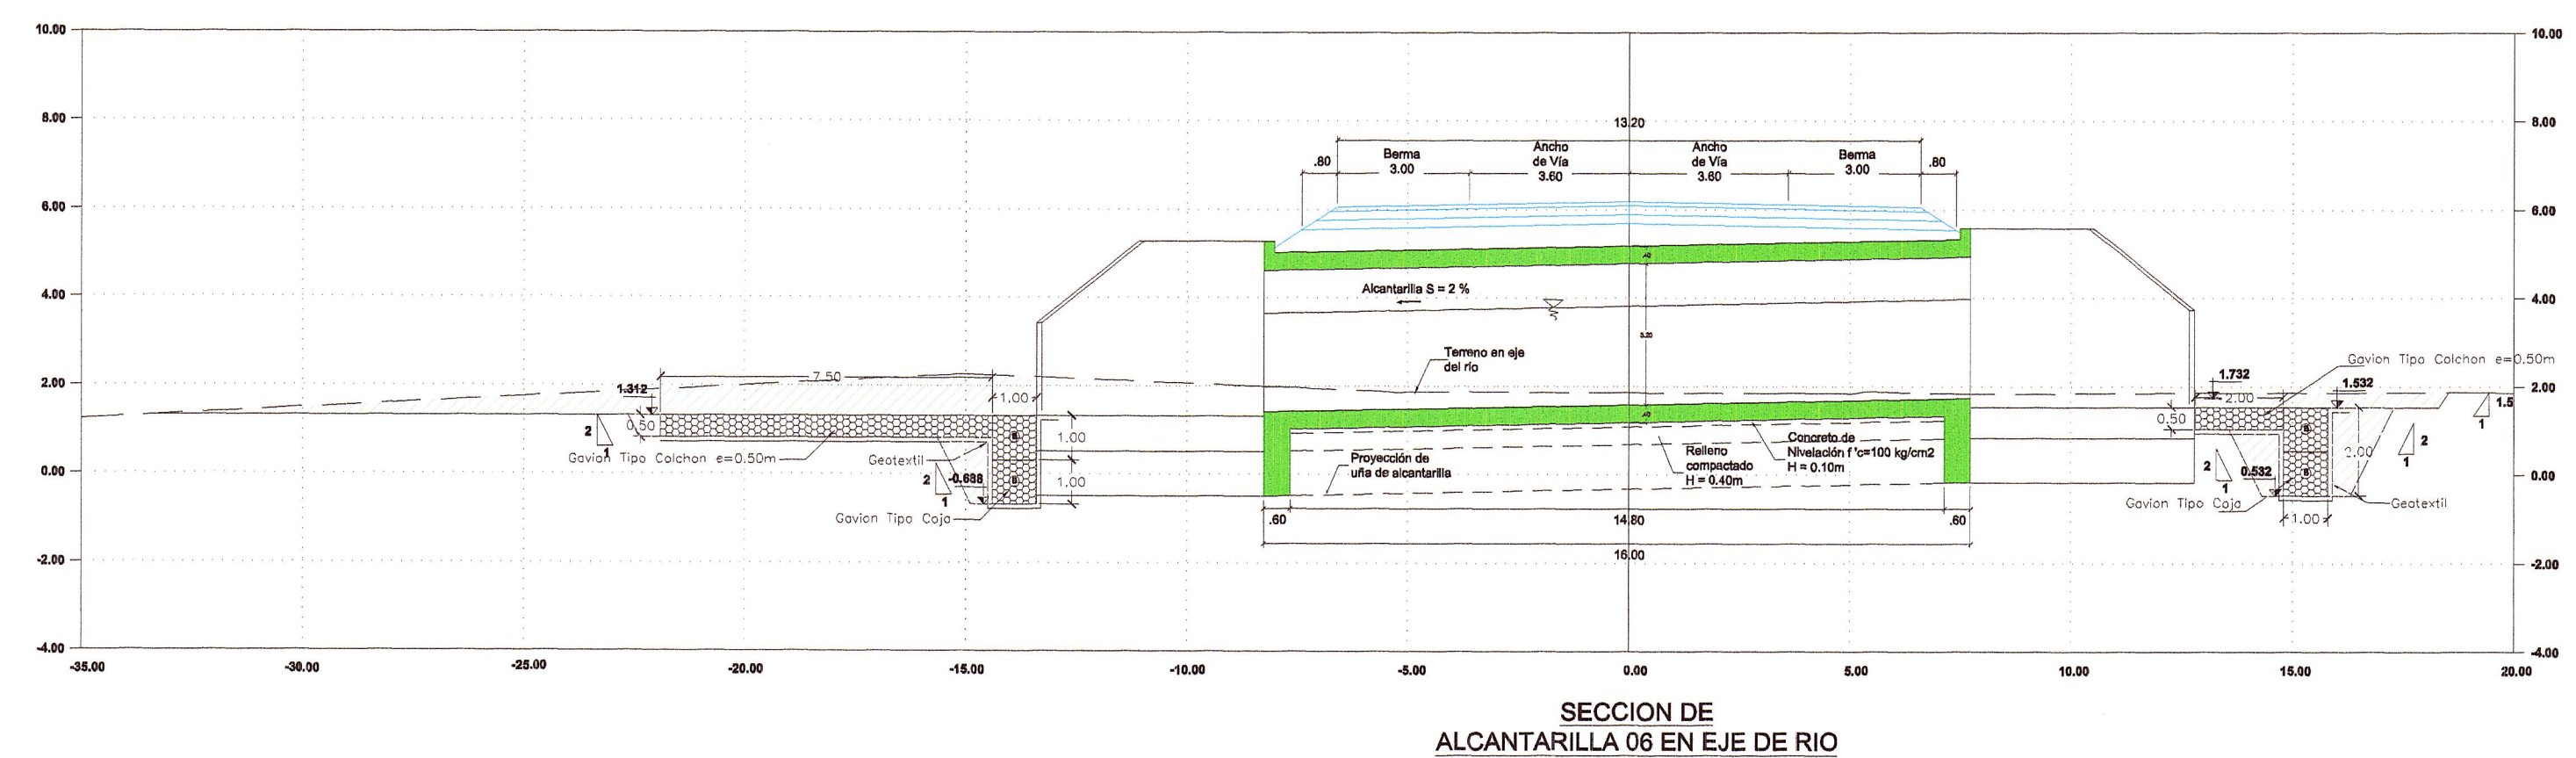 10.00
10.00
8.00
13.20
8.00
.80
Berma
3.00
Ancho
de Vía
3.60
Ancho
de Vía
3.60
Berma
3.00
.80
6.00
6.00
.40
4.00
Alcantarilla S = 2 %
4.00
3.20
Terreno en eje
del río
Gavion Tipo Colchon e=0.50m
2.00
1.312
7.50
1.00
1.732
1.532
2.00
2.00
1.5
1
0.50
.40
0.50
2
1
B
1.00
Gavion Tipo Colchon e=0.50m
Geotextil
Concreto de
Nivelación f'c=100 kg/cm2
H = 0.10m
Relleno
compactado
H = 0.40m
Proyección de
uña de alcantarilla
B
2
1
2.00
0.00
2
1
-0.688
B
1.00
2
1
0.532
B
0.00
Gavion Tipo Caja
Gavion Tipo Caja
Geotextil
.60
14.80
.60
1.00
16.00
-2.00
-2.00
-4.00
-4.00
-35.00
-30.00
-25.00
-20.00
-15.00
-10.00
-5.00
0.00
5.00
10.00
15.00
20.00
SECCION DE
ALCANTARILLA 06 EN EJE DE RIO